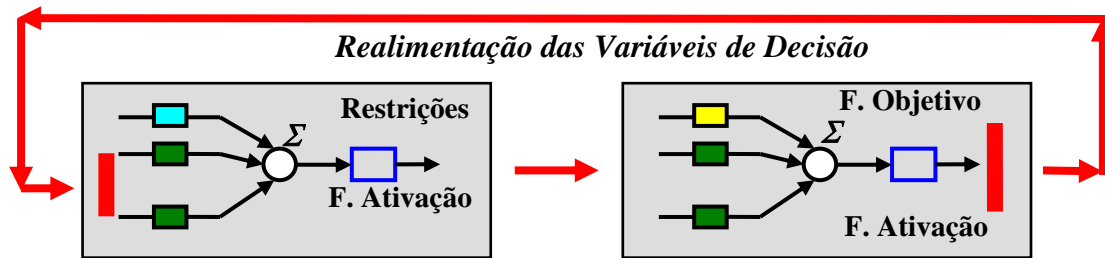 Realimentação das Variáveis de Decisão
Restrições
Σ
F. Ativação
F. Objetivo
Σ
F. Ativação